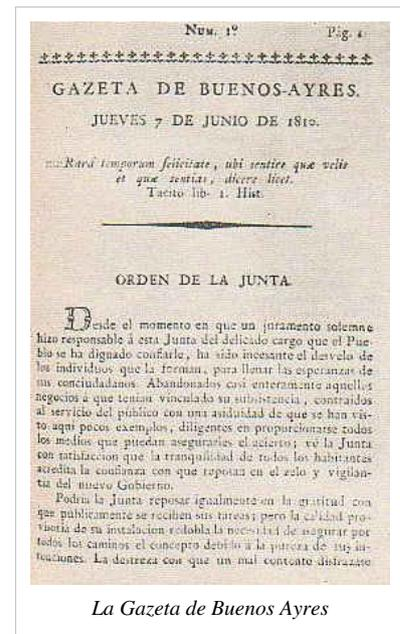 Num. 1º Pág. 1
GAZETA DE BUENOS-AYRES.
JUEVES 7 DE JUNIO DE 1810.
Rará temporum felicitate, ubi sentire quæ velis
et quæ sentias, dicere licet.
Tacito lib. 1. Hist.
ORDEN DE LA JUNTA.
Desde el momento en que un juramento solemne
hizo responsable á esta Junta del delicado cargo que el Pue-
blo se ha dignado confiarle, ha sido incesante el desvelo de
los individuos que la forman, para llenar las esperanzas de
sus conciudadanos. Abandonados casi enteramente aquellos
negocios á que tenian vinculada su subsistencia, contraidos
al servicio del público con una asiduidad de que se han vis-
to aqui pocos exemplos, diligentes en proporcionarse todos
los medios que puedan asegurarles el acierto; vé la Junta
con satisfaccion que la tranquilidad de todos los habitantes
acredita la confianza con que reposan en el zelo y vigilan-
cia del nuevo Gobierno.
Podria la Junta reposar igualmente en la gratitud con
que publicamente se reciben sus tareas; pero la calidad pro-
visoria de su instalacion redobla la necesidad de asegurar por
todos los caminos el concepto debido á la pureza de sus in-
tenciones. La destreza con que un mal contento disfrazase
La Gazeta de Buenos Ayres